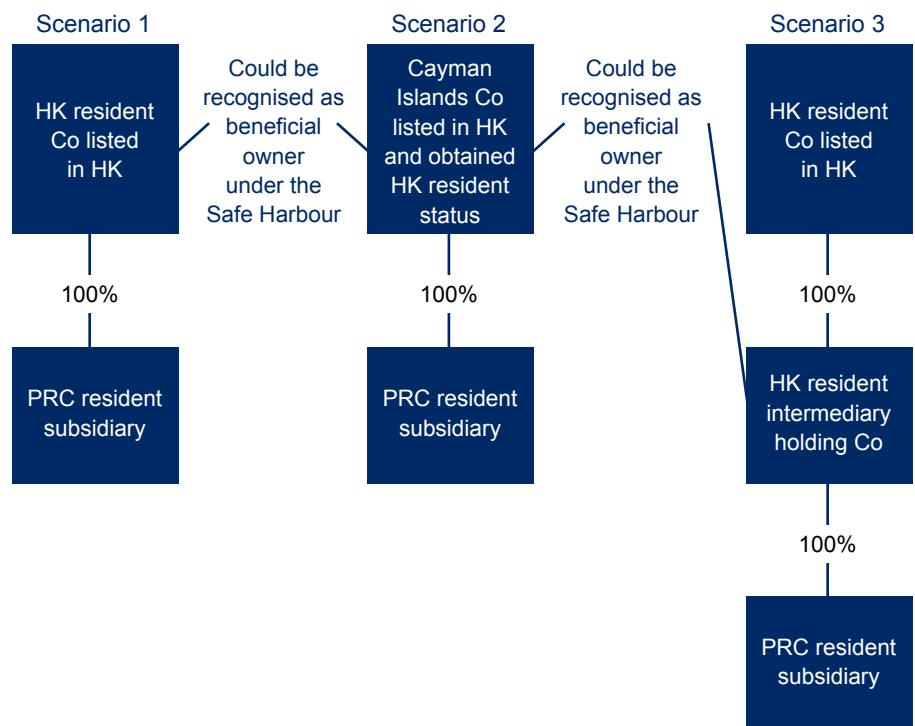 Scenario 1
HK resident
Co listed
in HK
100%
PRC resident
subsidiary
Could be
recognised as
beneficial
owner
under the
Safe Harbour
Scenario 2
Cayman
Islands Co
listed in HK
and obtained
HK resident
status
100%
PRC resident
subsidiary
Could be
recognised as
beneficial
owner
under the
Safe Harbour
Scenario 3
HK resident
Co listed
in HK
100%
HK resident
intermediary
holding Co
100%
PRC resident
subsidiary